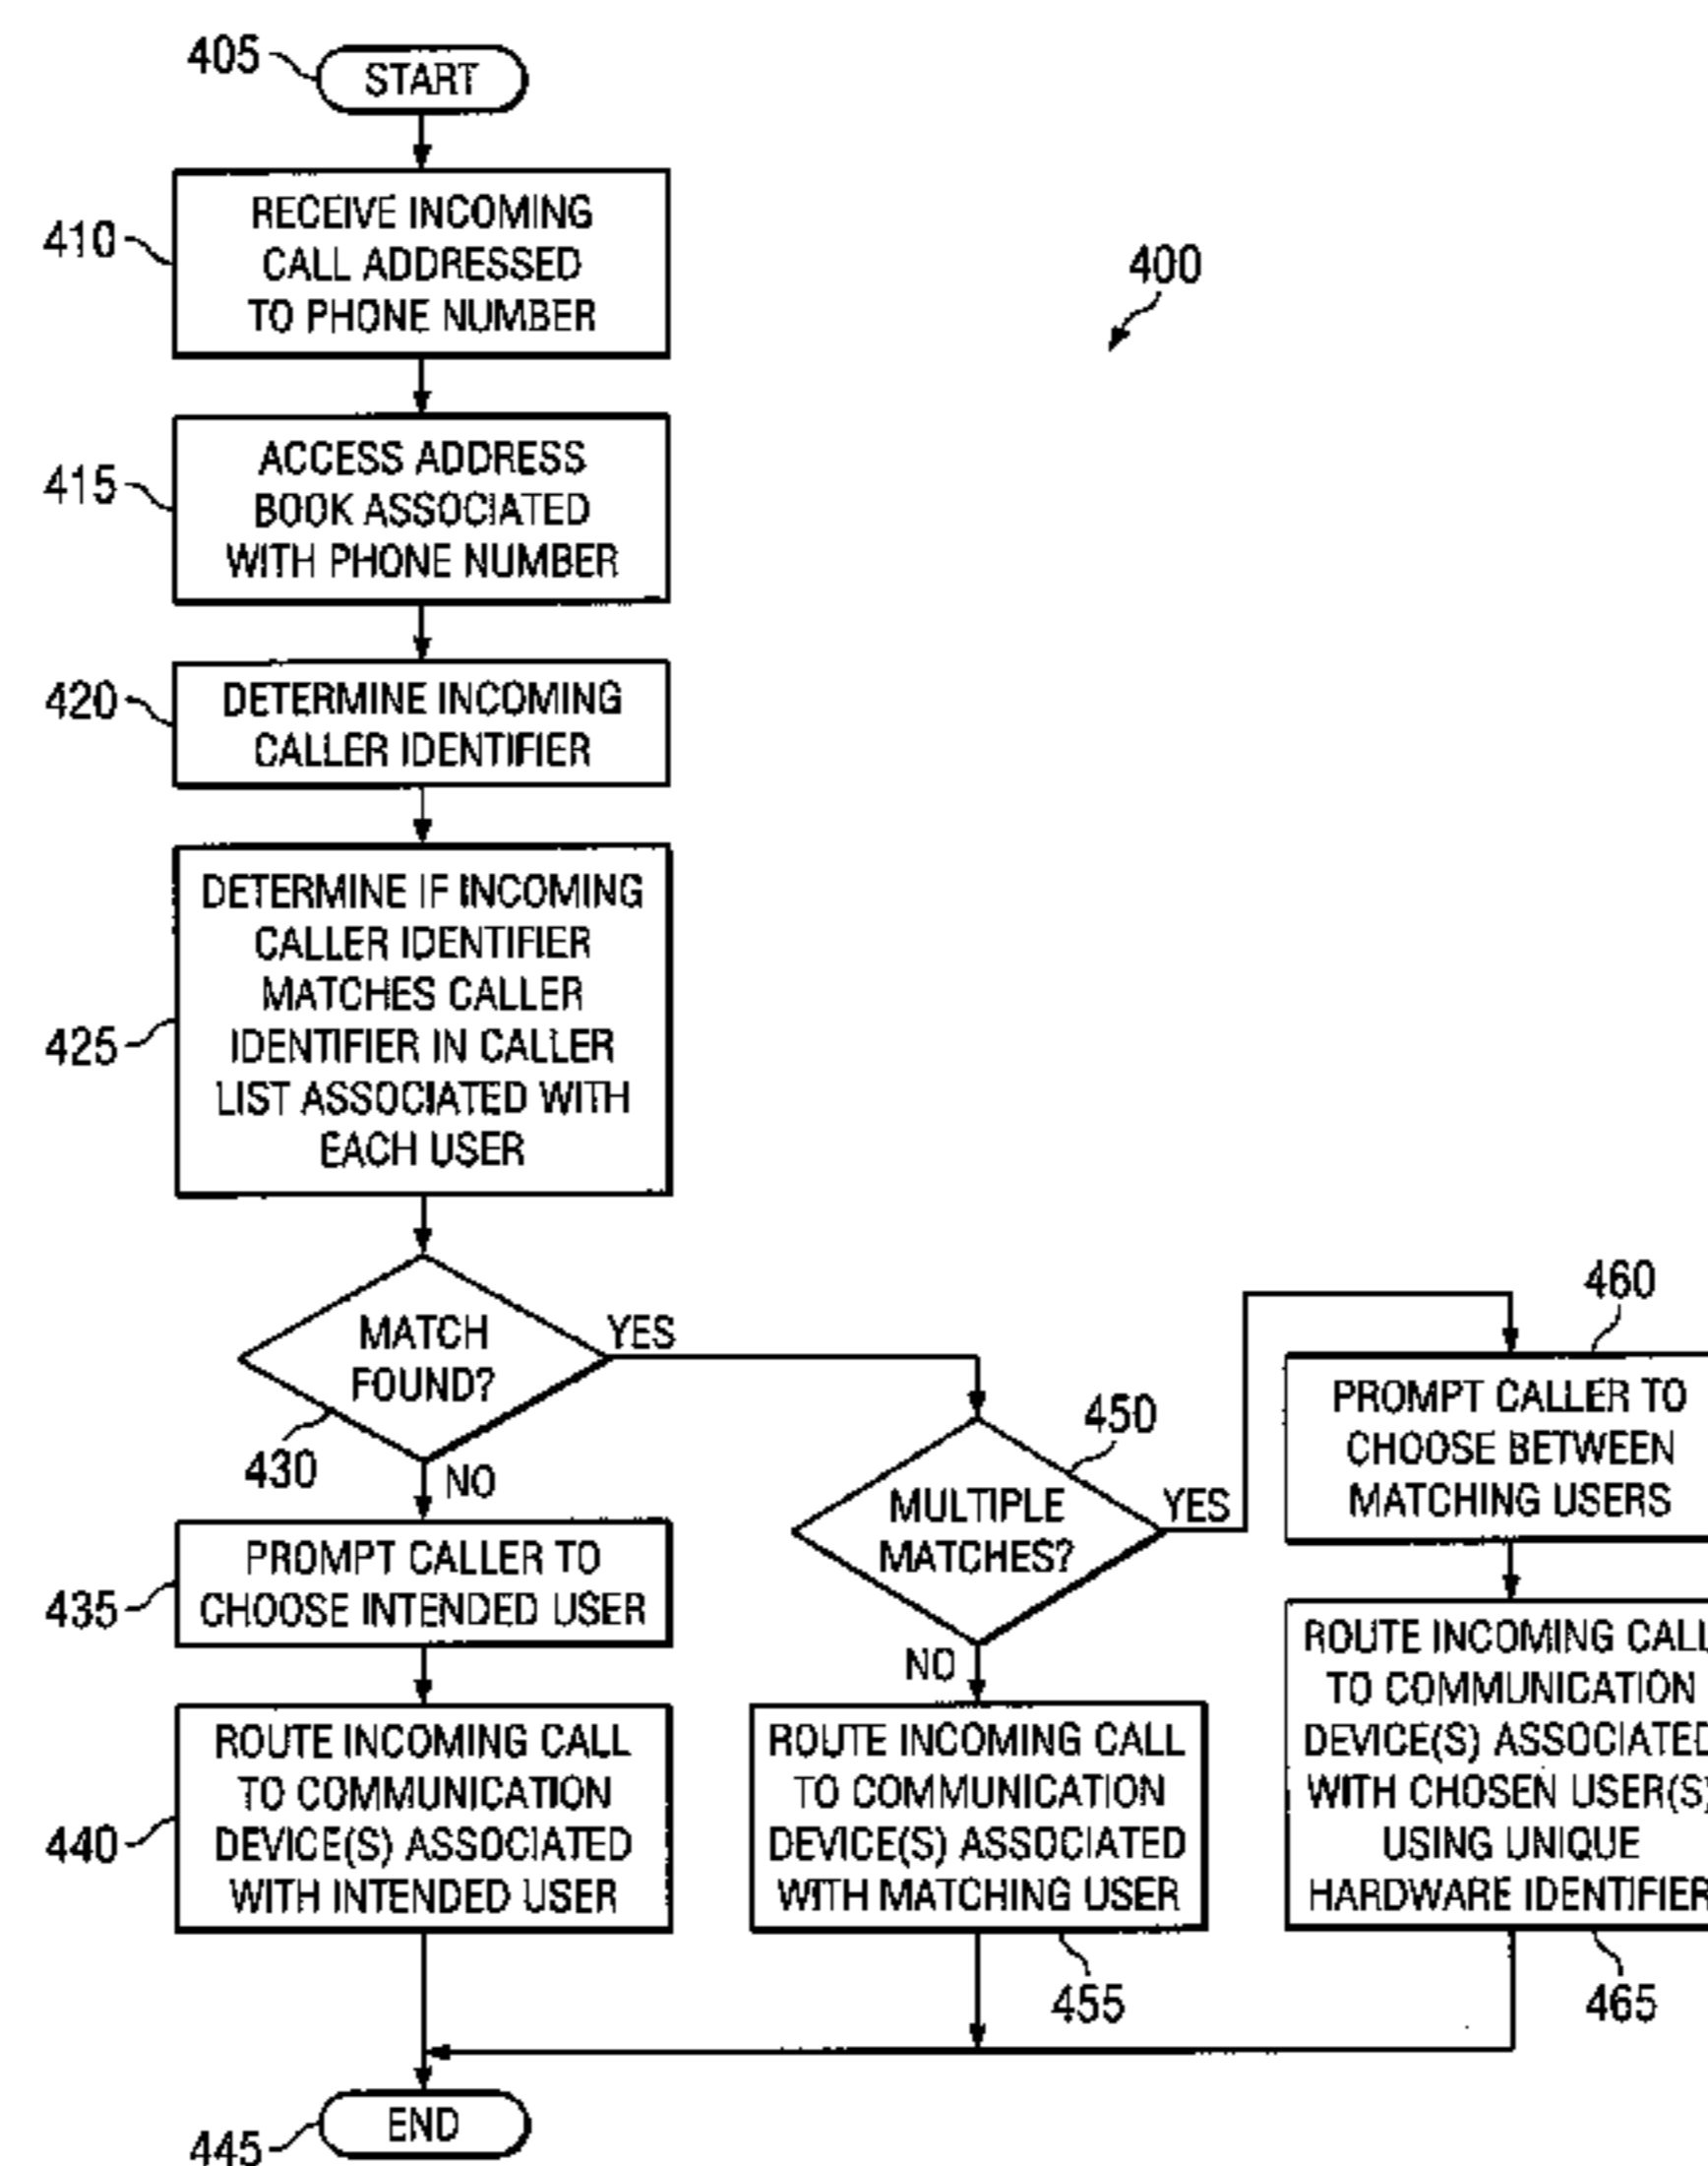 405
START
410
RECEIVE INCOMING
CALL ADDRESSED
TO PHONE NUMBER
400
415
ACCESS ADDRESS
BOOK ASSOCIATED
WITH PHONE NUMBER
420
DETERMINE INCOMING
CALLER IDENTIFIER
425
DETERMINE IF INCOMING
CALLER IDENTIFIER
MATCHES CALLER
IDENTIFIER IN CALLER
LIST ASSOCIATED WITH
EACH USER
MATCH
FOUND?
430
YES
NO
435
PROMPT CALLER TO
CHOOSE INTENDED USER
440
ROUTE INCOMING CALL
TO COMMUNICATION
DEVICE(S) ASSOCIATED
WITH INTENDED USER
450
MULTIPLE
MATCHES?
YES
NO
ROUTE INCOMING CALL
TO COMMUNICATION
DEVICE(S) ASSOCIATED
WITH MATCHING USER
455
460
PROMPT CALLER TO
CHOOSE BETWEEN
MATCHING USERS
ROUTE INCOMING CALL
TO COMMUNICATION
DEVICE(S) ASSOCIATED
WITH CHOSEN USER(S)
USING UNIQUE
HARDWARE IDENTIFIER
465
445
END